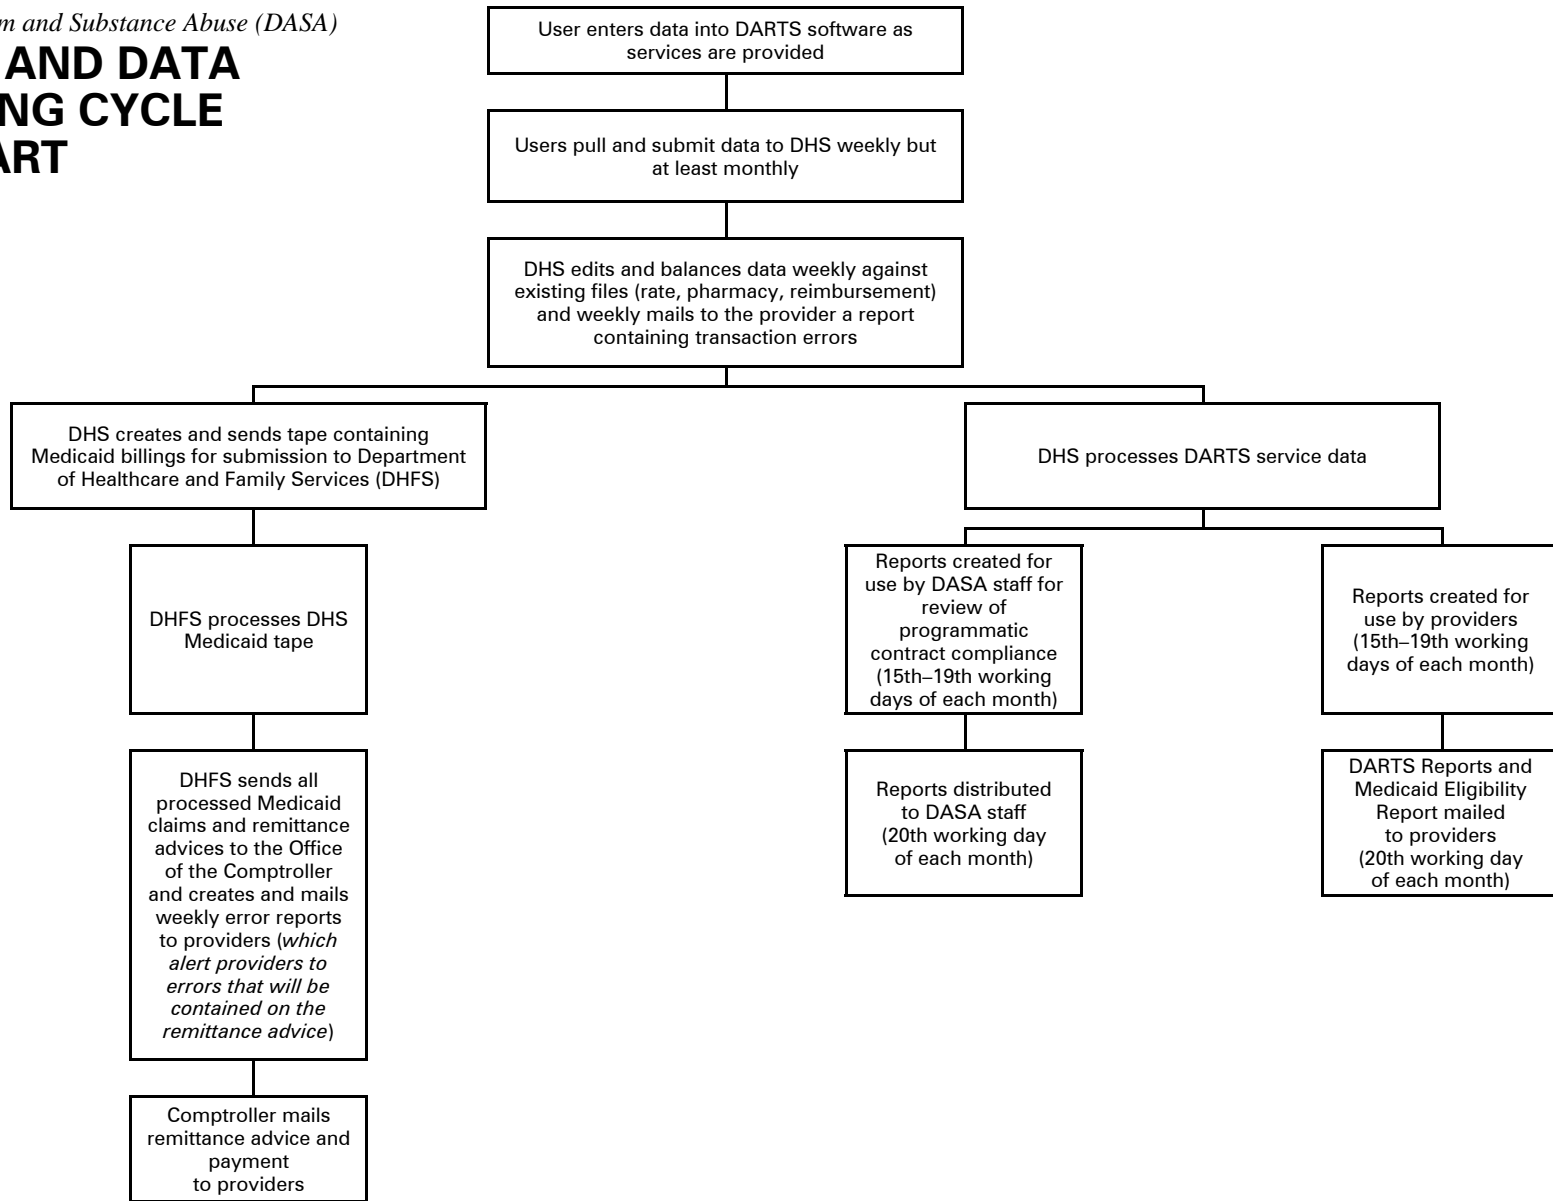 and Substance Abuse (DASA)
AND DATA
CYCLE
User enters data into DARTS software as
services are provided
Users pull and submit data to DHS weekly but
at least monthly
DHS edits and balances data weekly against
existing files (rate, pharmacy, reimbursement)
and weekly mails to the provider a report
containing transaction errors
DHS creates and sends tape containing
Medicaid billings for submission to Department
of Healthcare and Family Services (DHFS)
DHFS processes DHS
Medicaid tape
DHFS sends all
processed Medicaid
claims and remittance
advices to the Office
of the Comptroller
and creates and mails
weekly error reports
to providers (which
alert providers to
errors that will be
contained on the
remittance advice)
Comptroller mails
remittance advice and
payment
to providers
DHS processes DARTS service data
Reports created for
use by DASA staff for
review of
programmatic
contract compliance
(15th–19th working
days of each month)
Reports distributed
to DASA staff
(20th working day
of each month)
Reports created for
use by providers
(15th–19th working
days of each month)
DARTS Reports and
Medicaid Eligibility
Report mailed
to providers
(20th working day
of each month)